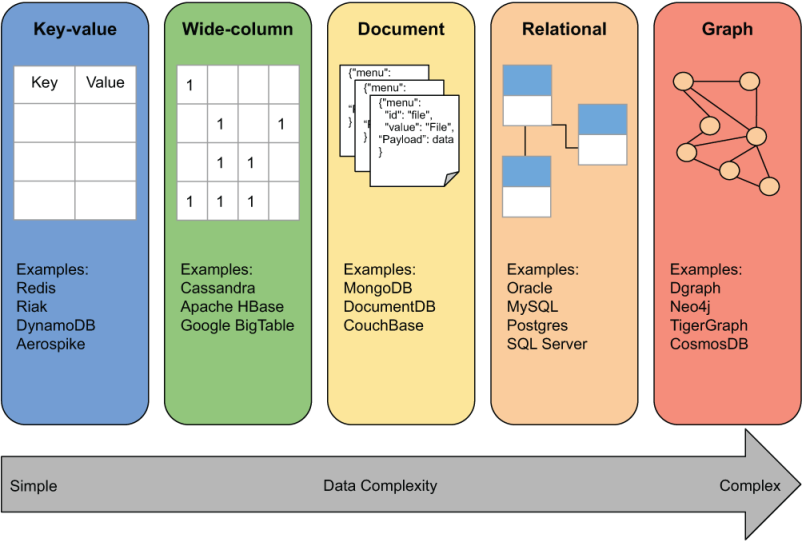 Key-value
Key Value
Examples:
Redis
Riak
DynamoDB
Aerospike
Wide-column
1
1 1
1 1
1 1 1
Examples:
Cassandra
Apache HBase
Google BigTable
Document
{"menu":
{"menu":
{"menu":
"id": "file",
"value": "File",
"Payload": data
}
}
}
Examples:
MongoDB
DocumentDB
CouchBase
Relational
Examples:
Oracle
MySQL
Postgres
SQL Server
Graph
Examples:
Dgraph
Neo4j
TigerGraph
CosmosDB
Simple Data Complexity Complex